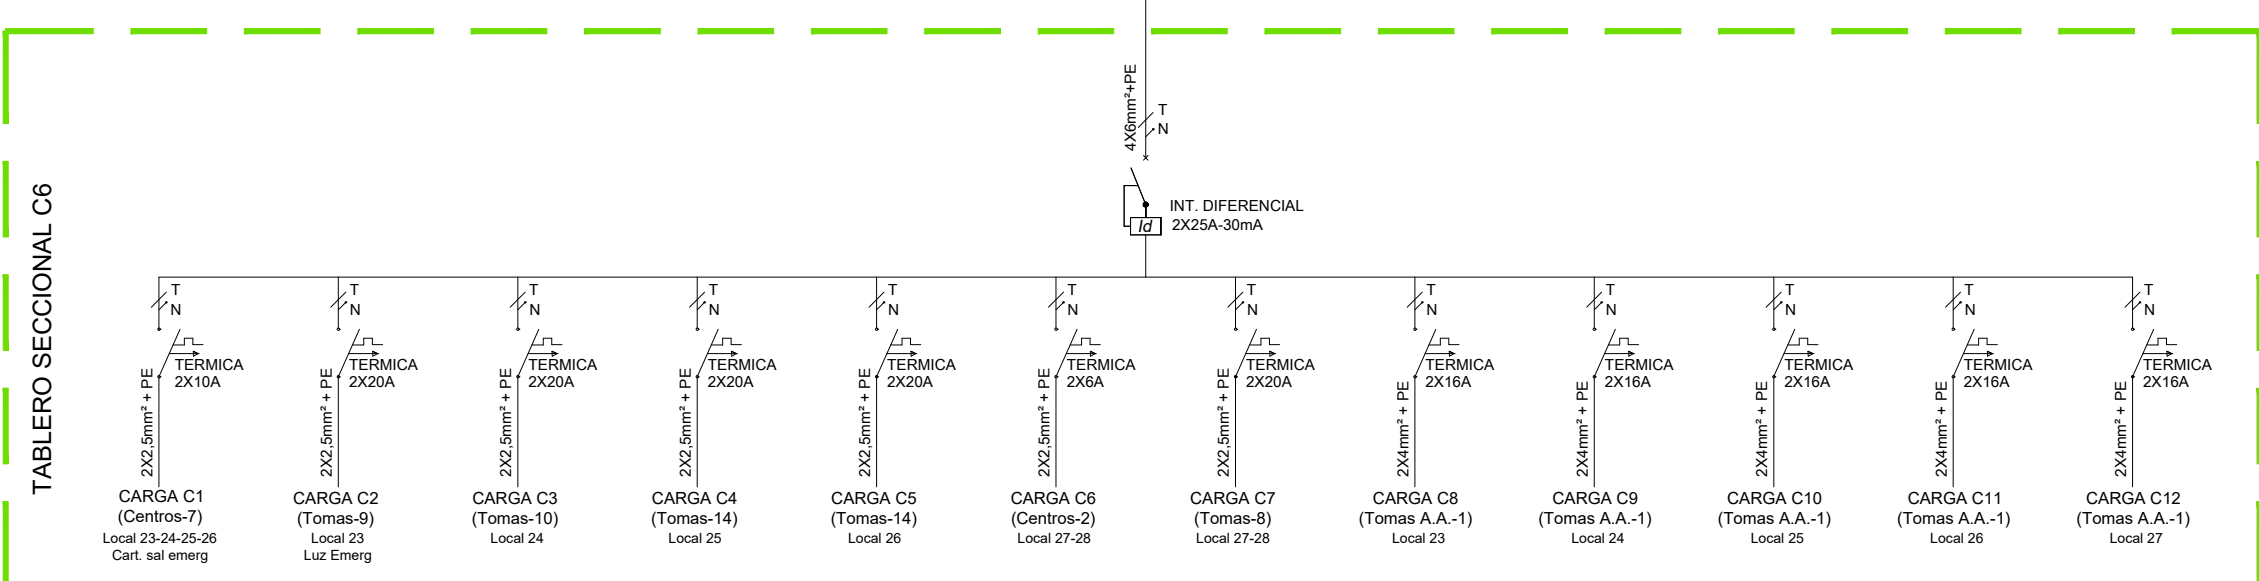 TABLERO SECCIONAL C6
4X6mm²+PE
T
N
INT. DIFERENCIAL
Id
2X25A-30mA
T
N
TERMICA
2X10A
2X2,5mm² + PE
CARGA C1
(Centros-7)
Local 23-24-25-26
Cart. sal emerg
T
N
TERMICA
2X20A
2X2,5mm² + PE
CARGA C2
(Tomas-9)
Local 23
Luz Emerg
T
N
TERMICA
2X20A
2X2,5mm² + PE
CARGA C3
(Tomas-10)
Local 24
T
N
TERMICA
2X20A
2X2,5mm² + PE
CARGA C4
(Tomas-14)
Local 25
T
N
TERMICA
2X20A
2X2,5mm² + PE
CARGA C5
(Tomas-14)
Local 26
T
N
TERMICA
2X6A
2X2,5mm² + PE
CARGA C6
(Centros-2)
Local 27-28
T
N
TERMICA
2X20A
2X2,5mm² + PE
CARGA C7
(Tomas-8)
Local 27-28
T
N
TERMICA
2X16A
2X4mm² + PE
CARGA C8
(Tomas A.A.-1)
Local 23
T
N
TERMICA
2X16A
2X4mm² + PE
CARGA C9
(Tomas A.A.-1)
Local 24
T
N
TERMICA
2X16A
2X4mm² + PE
CARGA C10
(Tomas A.A.-1)
Local 25
T
N
TERMICA
2X16A
2X4mm² + PE
CARGA C11
(Tomas A.A.-1)
Local 26
T
N
TERMICA
2X16A
2X4mm² + PE
CARGA C12
(Tomas A.A.-1)
Local 27